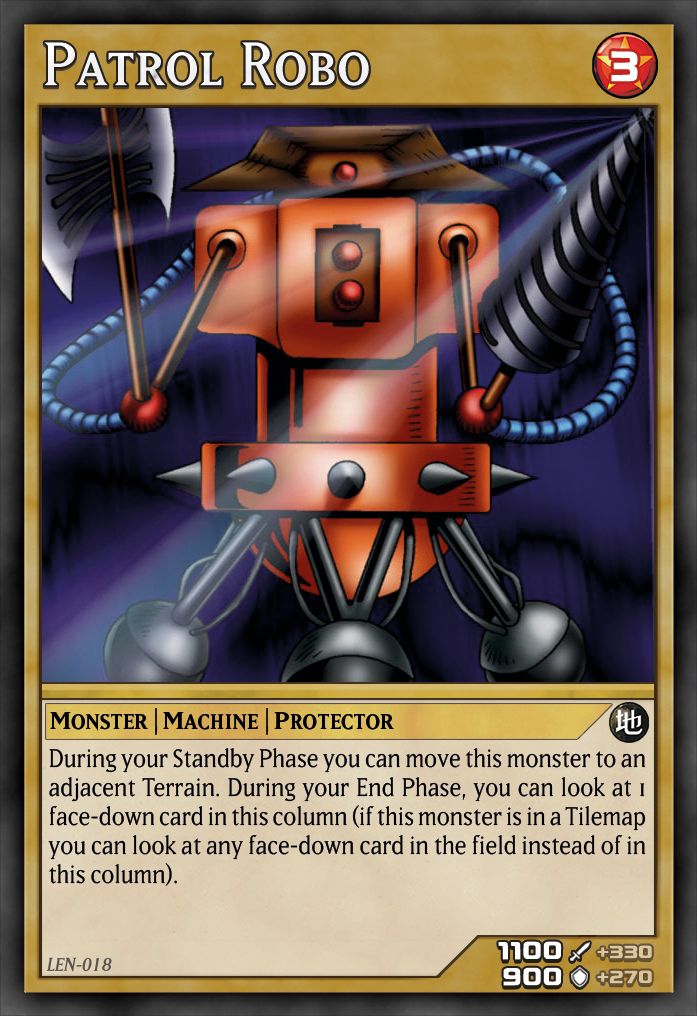 Patrol Robo
3
Monster | Machine | Protector
地
During your Standby Phase you can move this monster to an
adjacent Terrain. During your End Phase, you can look at 1
face-down card in this column (if this monster is in a Tilemap
you can look at any face-down card in the field instead of in
this column).
1100 +330
900 +270
LEN-018